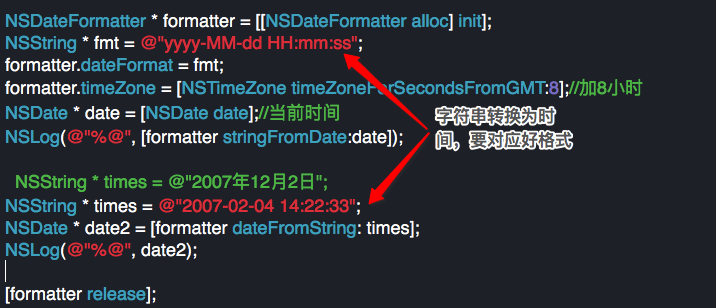 NSDateFormatter * formatter = [[NSDateFormatter alloc] init];
NSString * fmt = @"yyyy-MM-dd HH:mm:ss";
formatter.dateFormat = fmt;
formatter.timeZone = [NSTimeZone timeZoneForSecondsFromGMT:8];//加8小时
NSDate * date = [NSDate date];//当前时间
NSLog(@"%@", [formatter stringFromDate:date]);
字符串转换为时
间，要对应好格式
NSString * times = @"2007年12月2日";
NSString * times = @"2007-02-04 14:22:33";
NSDate * date2 = [formatter dateFromString: times];
NSLog(@"%@", date2);
[formatter release];